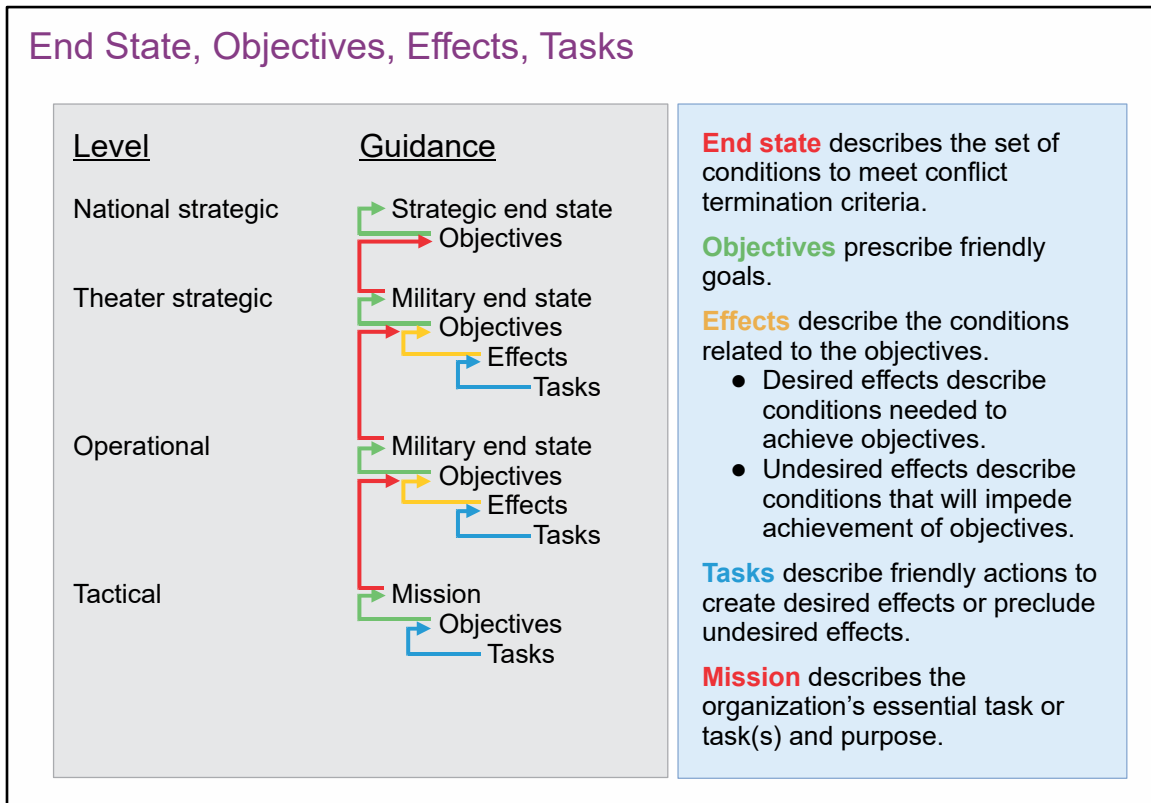 End State, Objectives, Effects, Tasks
Level
Guidance
National strategic
Strategic end state
Objectives
Theater strategic
Military end state
Objectives
Effects
Tasks
Operational
Military end state
Objectives
Effects
Tasks
Tactical
Mission
Objectives
Tasks
End state describes the set of
conditions to meet conflict
termination criteria.
Objectives prescribe friendly
goals.
Effects describe the conditions
related to the objectives.
● Desired effects describe
conditions needed to
achieve objectives.
● Undesired effects describe
conditions that will impede
achievement of objectives.
Tasks describe friendly actions to
create desired effects or preclude
undesired effects.
Mission describes the
organization's essential task or
task(s) and purpose.